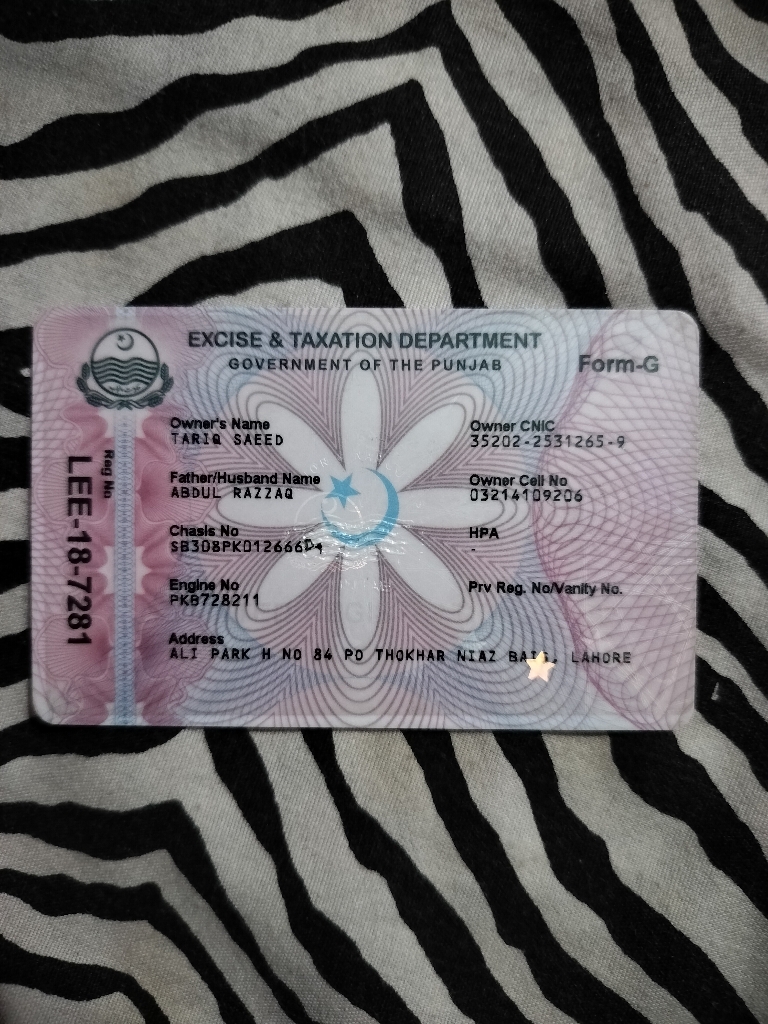 EXCISE & TAXATION DEPARTMENT
GOVERNMENT OF THE PUNJAB
Form-G
Reg No
LEE-18-7281
Owner's Name
TARIQ SAEED
Owner CNIC
35202-2531265-9
Father/Husband Name
ABDUL RAZZAQ
Owner Cell No
03214109206
Chasis No
HPA
-
Engine No
PKB728211
Prv Reg. No/Vanity No.
Address
ALI PARK H NO 84 PO THOKHAR NIAZ LAHORE